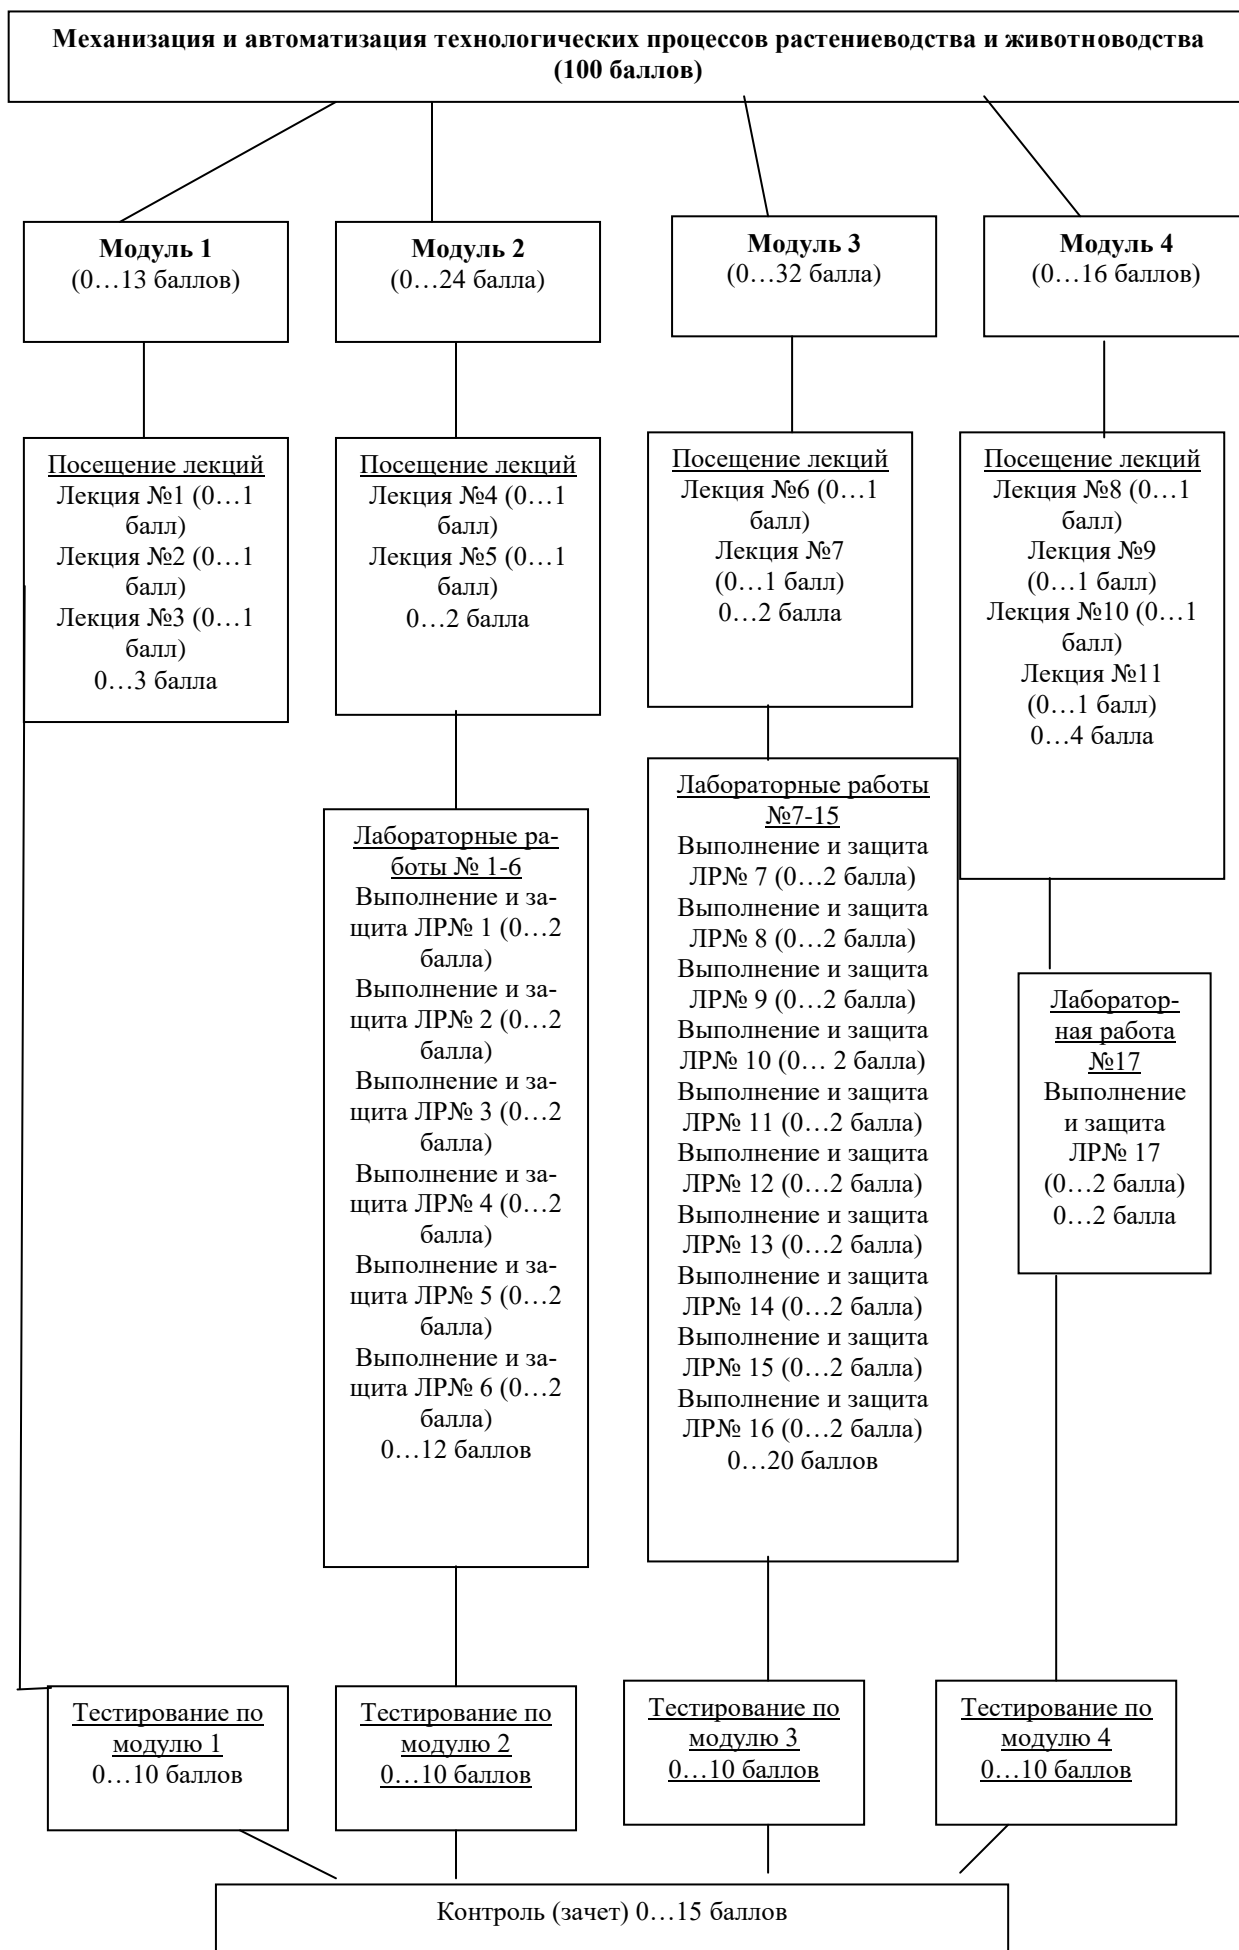 Механизация и автоматизация технологических процессов растениеводства и животноводства
(100 баллов)
Модуль 1
(0…13 баллов)
Модуль 2
(0…24 балла)
Модуль 3
(0…32 балла)
Модуль 4
(0…16 баллов)
Посещение лекций
Лекция №1 (0…1
балл)
Лекция №2 (0…1
балл)
Лекция №3 (0…1
балл)
0…3 балла
Посещение лекций
Лекция №4 (0…1
балл)
Лекция №5 (0…1
балл)
0…2 балла
Посещение лекций
Лекция №6 (0…1
балл)
Лекция №7
(0…1 балл)
0…2 балла
Посещение лекций
Лекция №8 (0…1
балл)
Лекция №9
(0…1 балл)
Лекция №10 (0…1
балл)
Лекция №11
(0…1 балл)
0…4 балла
Лабораторные ра-
боты № 1-6
Выполнение и за-
щита ЛР№ 1 (0…2
балла)
Выполнение и за-
щита ЛР№ 2 (0…2
балла)
Выполнение и за-
щита ЛР№ 3 (0…2
балла)
Выполнение и за-
щита ЛР№ 4 (0…2
балла)
Выполнение и за-
щита ЛР№ 5 (0…2
балла)
Выполнение и за-
щита ЛР№ 6 (0…2
балла)
0…12 баллов
Лабораторные работы
№7-15
Выполнение и защита
ЛР№ 7 (0…2 балла)
Выполнение и защита
ЛР№ 8 (0…2 балла)
Выполнение и защита
ЛР№ 9 (0…2 балла)
Выполнение и защита
ЛР№ 10 (0… 2 балла)
Выполнение и защита
ЛР№ 11 (0…2 балла)
Выполнение и защита
ЛР№ 12 (0…2 балла)
Выполнение и защита
ЛР№ 13 (0…2 балла)
Выполнение и защита
ЛР№ 14 (0…2 балла)
Выполнение и защита
ЛР№ 15 (0…2 балла)
Выполнение и защита
ЛР№ 16 (0…2 балла)
0…20 баллов
Лаборатор-
ная работа
№17
Выполнение
и защита
ЛР№ 17
(0…2 балла)
0…2 балла
Тестирование по
модулю 1
0…10 баллов
Тестирование по
модулю 2
0…10 баллов
Тестирование по
модулю 3
0…10 баллов
Тестирование по
модулю 4
0…10 баллов
Контроль (зачет) 0…15 баллов